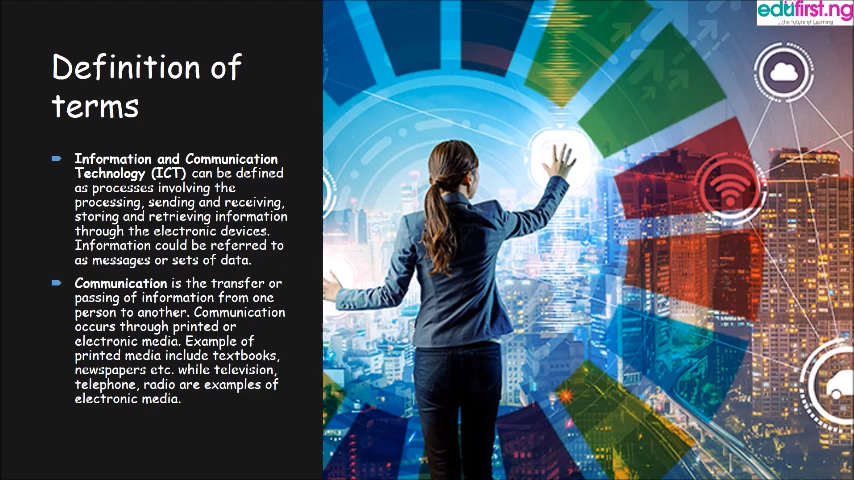 edufirst.ng
...the future of Learning
Definition of
terms
Information and Communication
Technology (ICT) can be defined
as processes involving the
processing, sending and receiving,
storing and retrieving information
through the electronic devices.
Information could be referred to
as messages or sets of data.
Communication is the transfer or
passing of information from one
person to another. Communication
occurs through printed or
electronic media. Example of
printed media include textbooks,
newspapers etc. while television,
telephone, radio are examples of
electronic media.